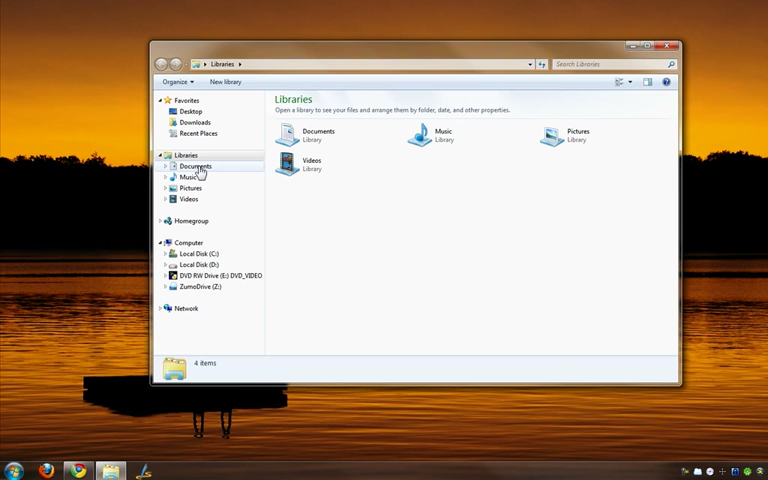 Libraries
Search Libraries
Organize
New library
Favorites
Desktop
Downloads
Recent Places
Libraries
Documents
Music
Pictures
Videos
Homegroup
Computer
Local Disk (C:)
Local Disk (D:)
DVD RW Drive (E:) DVD_VIDEO
ZumoDrive (Z:)
Network
Libraries
Open a library to see your files and arrange them by folder, date, and other properties.
Documents
Library
Music
Library
Pictures
Library
Videos
Library
4 items